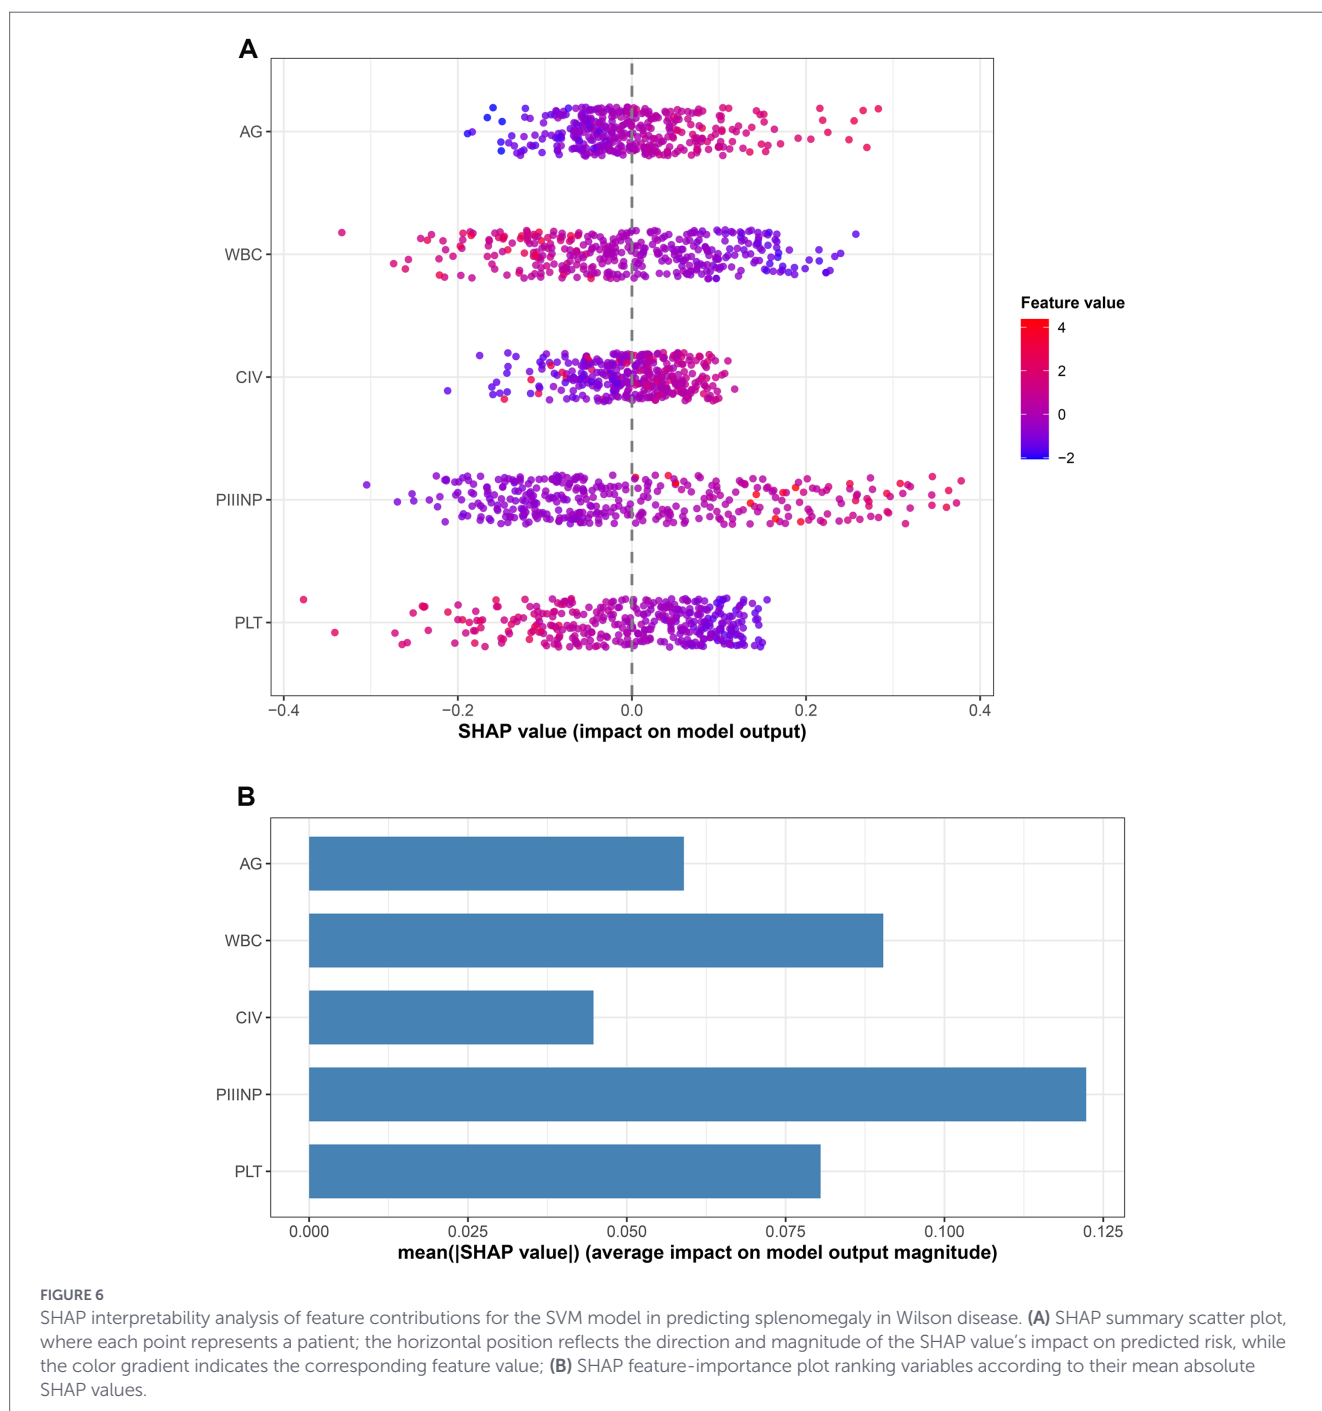 A
AG
WBC
CIV
PIIINP
PLT
−0.4
−0.2
0.0
0.2
0.4
SHAP value (impact on model output)
Feature value
4
2
0
−2
B
AG
WBC
CIV
PIIINP
PLT
0.000
0.025
0.050
0.075
0.100
0.125
mean(|SHAP value|) (average impact on model output magnitude)
FIGURE 6
SHAP interpretability analysis of feature contributions for the SVM model in predicting splenomegaly in Wilson disease. (A) SHAP summary scatter plot,
where each point represents a patient; the horizontal position reflects the direction and magnitude of the SHAP value’s impact on predicted risk, while
the color gradient indicates the corresponding feature value; (B) SHAP feature-importance plot ranking variables according to their mean absolute
SHAP values.